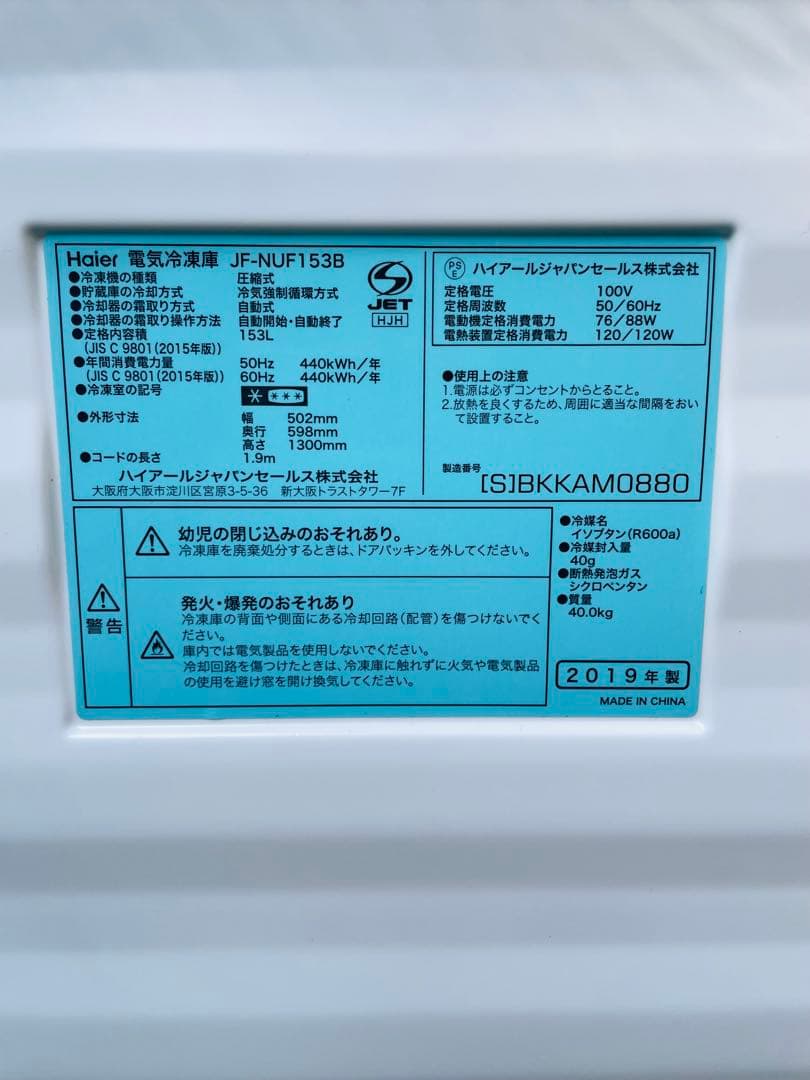 Haier 電気冷凍庫 JF-NUF153B
●冷凍機の種類 圧縮式
●貯蔵庫の冷却方式 冷気強制循環方式
●冷却器の霜取り方式 自動式
●冷却器の霜取り操作方法 自動開始・自動終了
●定格内容積 153L
(JIS C 9801(2015年版))
●年間消費電力量 50Hz 440kWh/年
(JIS C 9801(2015年版)) 60Hz 440kWh/年
●冷凍室の記号
●外形寸法 幅 502mm
奥行 598mm
高さ 1300mm
●コードの長さ 1.9m
ハイアールジャパンセールス株式会社
大阪府大阪市淀川区宮原3-5-36 新大阪トラストタワー7F
S
JET
HJH
PS
E
ハイアールジャパンセールス株式会社
定格電圧 100V
定格周波数 50/60Hz
電動機定格消費電力 76/88W
電熱装置定格消費電力 120/120W
●使用上の注意
1.電源は必ずコンセントからとること。
2.放熱を良くするため、周囲に適当な間隔をおい
て設置すること。
製造番号 [S]BKKAM0880
警告
幼児の閉じ込みのおそれあり。
冷凍庫を廃棄処分するときは、ドアパッキンを外してください。
発火・爆発のおそれあり
冷凍庫の背面や側面にある冷却回路(配管)を傷つけないでく
ださい。
庫内では電気製品を使用しないでください。
冷却回路を傷つけたときは、冷凍庫に触れずに火気や電気製品
の使用を避け窓を開け換気してください。
●冷媒名
イソブタン(R600a)
●冷媒封入量
40g
●断熱発泡ガス
シクロペンタン
●質量
40.0kg
2019年製
MADE IN CHINA